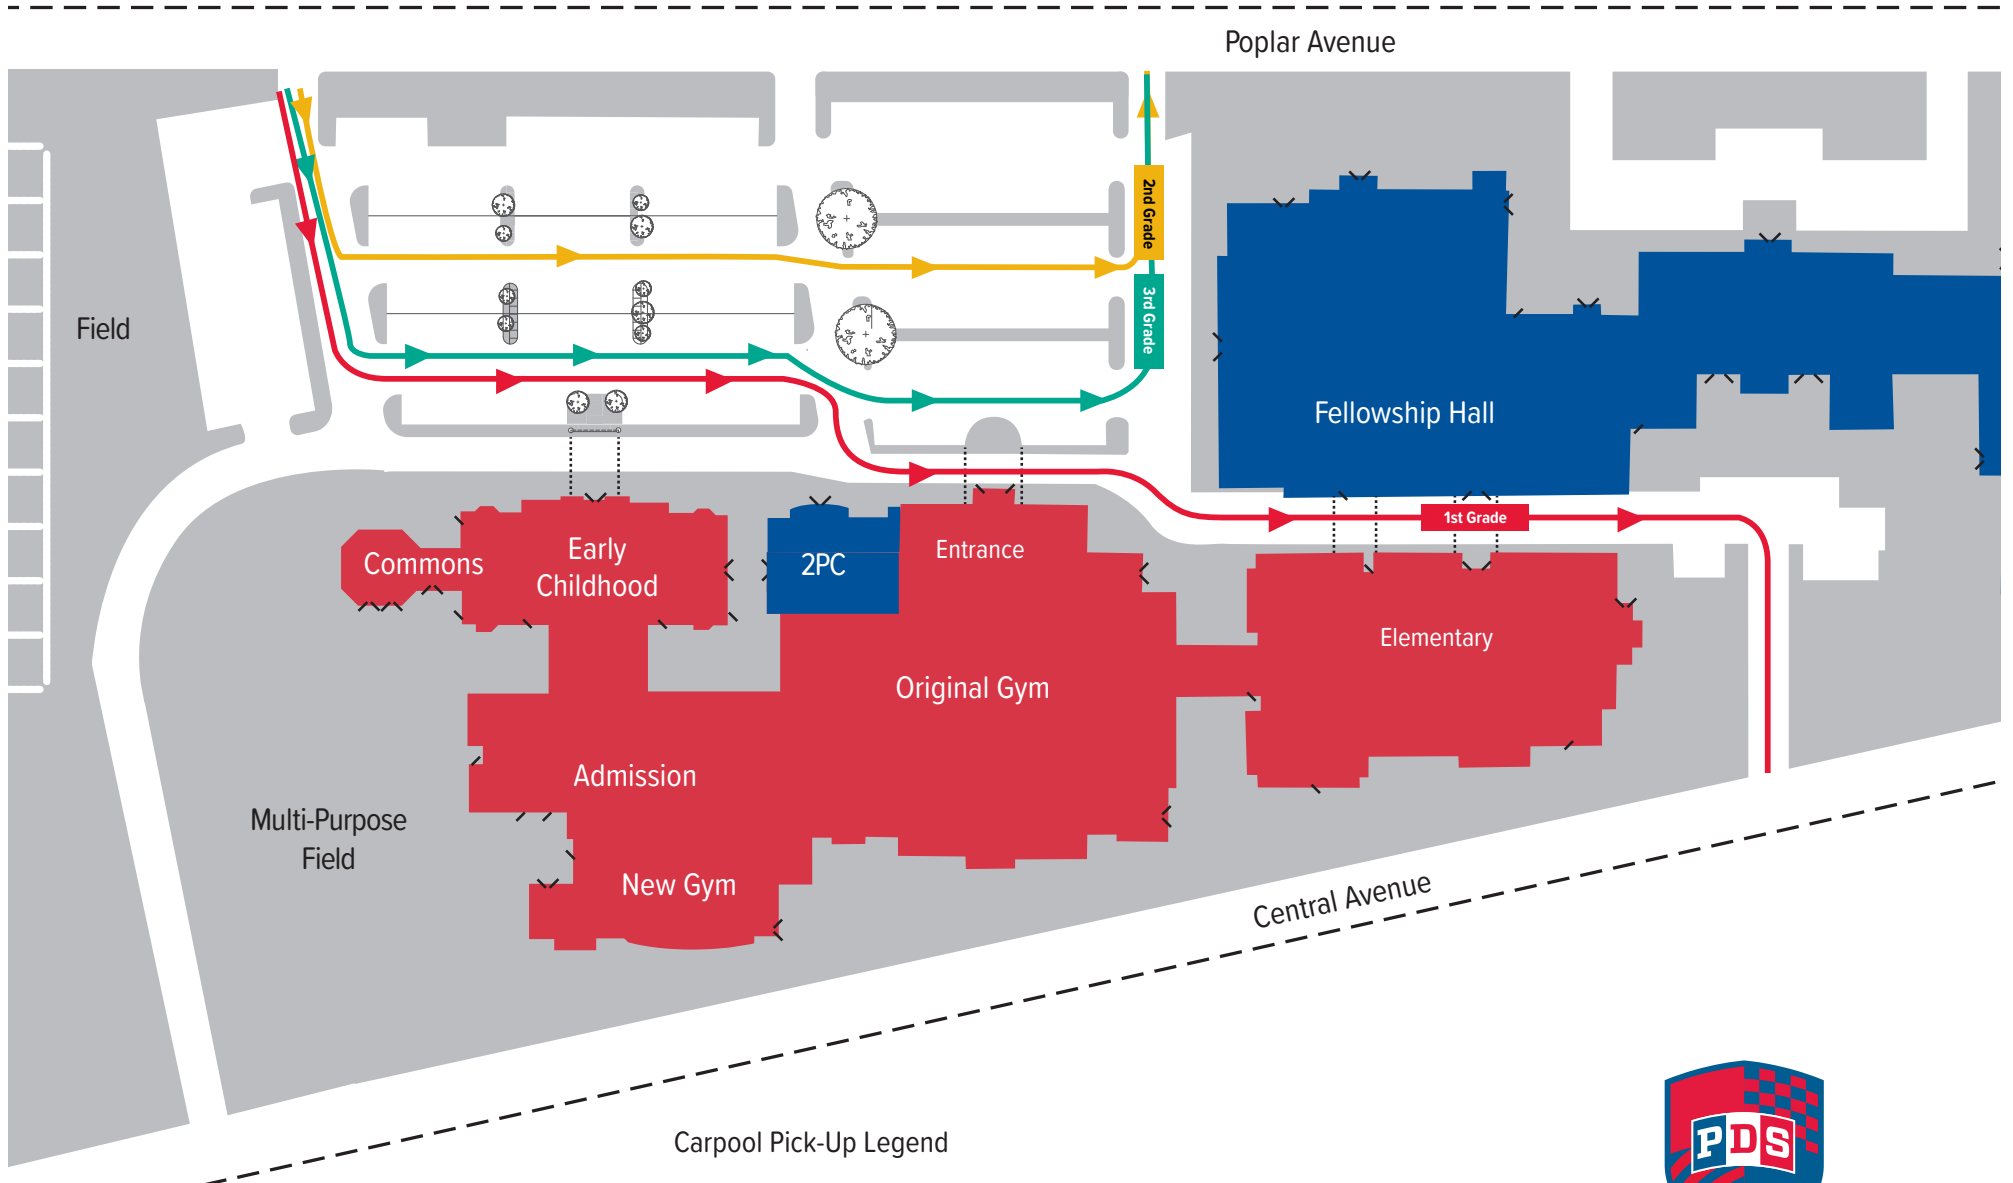 Poplar Avenue
2nd Grade
3rd Grade
Field
Fellowship Hall
1st Grade
Commons
Early
Childhood
2PC
Entrance
Elementary
Original Gym
Admission
Multi-Purpose
Field
New Gym
Central Avenue
Carpool Pick-Up Legend
PDS